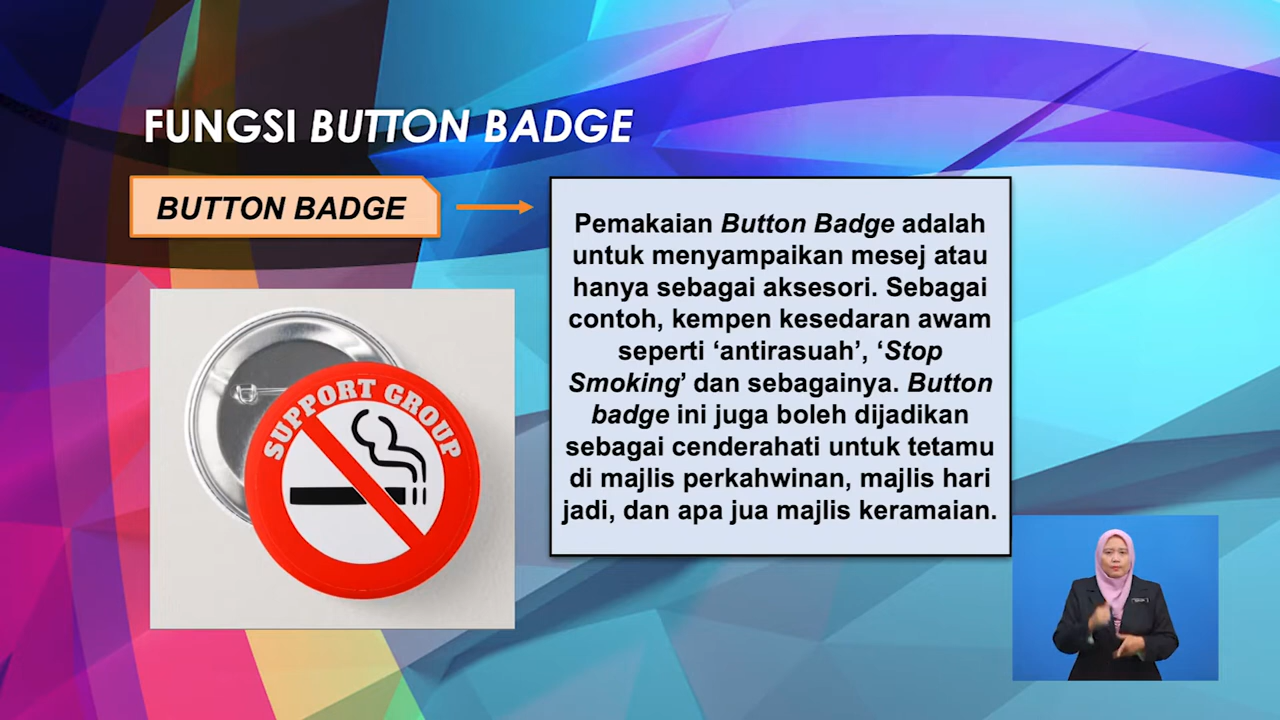 FUNGSI BUTTON BADGE
BUTTON BADGE
Pemakaian Button Badge adalah
untuk menyampaikan mesej atau
hanya sebagai aksesori. Sebagai
contoh, kempen kesedaran awam
seperti ‘antirasuah’, ‘Stop
Smoking’ dan sebagainya. Button
badge ini juga boleh dijadikan
sebagai cenderahati untuk tetamu
di majlis perkahwinan, majlis hari
jadi, dan apa jua majlis keramaian.
SUPPORT GROUP